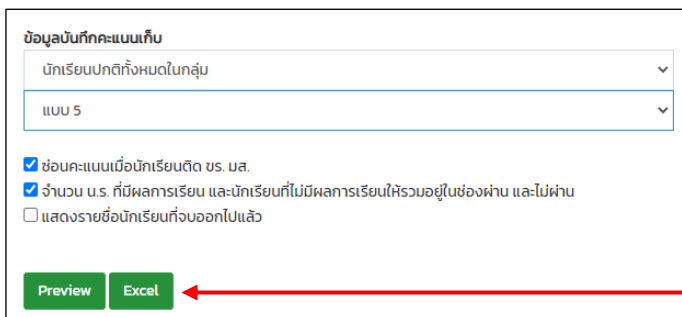 ข้อมูลบันทึกคะแนนเก็บ
นักเรียนปกติทั้งหมดในกลุ่ม
แบบ 5
ซ่อนคะแนนเมื่อนักเรียนติด ขร. มส.
จำนวน น.ร. ที่มีผลการเรียน และนักเรียนที่ไม่มีผลการเรียนให้รวมอยู่ในช่องผ่าน และไม่ผ่าน
แสดงรายชื่อนักเรียนที่จบออกไปแล้ว
Preview Excel